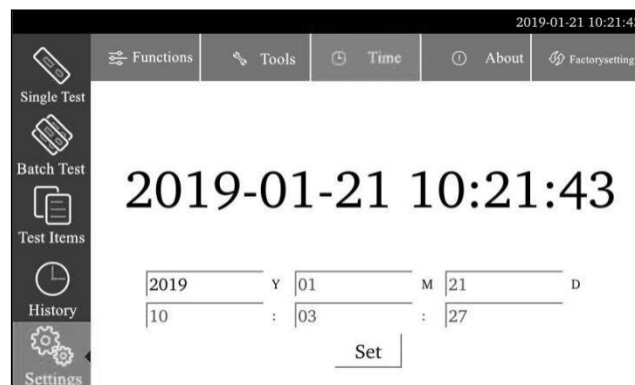 2019-01-21 10:21:43
Functions Tools Time About Factorysetting
Single Test
Batch Test
Test Items
History
Settings
2019-01-21 10:21:43
2019 Y 01 M 21 D
10 : 03 : 27
Set